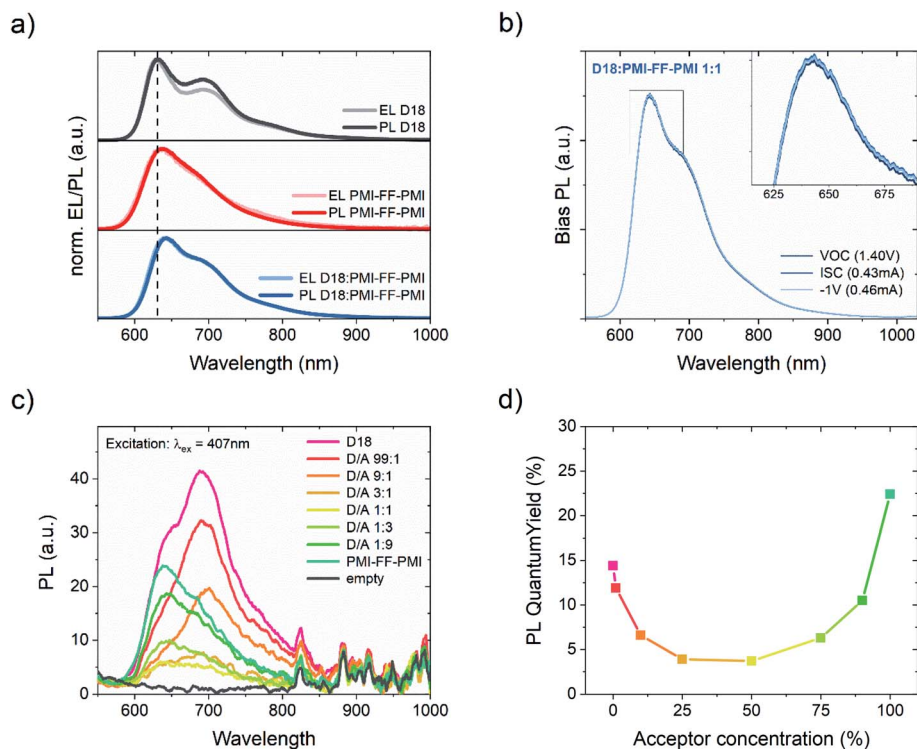 a)
norm. EL/PL (a.u.)
EL D18
PL D18
EL PMI-FF-PMI
PL PMI-FF-PMI
EL D18:PMI-FF-PMI
PL D18:PMI-FF-PMI
600 700 800 900 1000
Wavelength (nm)
b)
Bias PL (a.u.)
D18:PMI-FF-PMI 1:1
625 650 675
VOC (1.40V)
ISC (0.43mA)
-1V (0.46mA)
600 700 800 900 1000
Wavelength (nm)
c)
PL (a.u.)
Excitation: λex = 407nm
D18
D/A 99:1
D/A 9:1
D/A 3:1
D/A 1:1
D/A 1:3
D/A 1:9
PMI-FF-PMI
empty
40
30
20
10
0
600 700 800 900 1000
Wavelength
d)
PL QuantumYield (%)
30
25
20
15
10
5
0
0 25 50 75 100
Acceptor concentration (%)